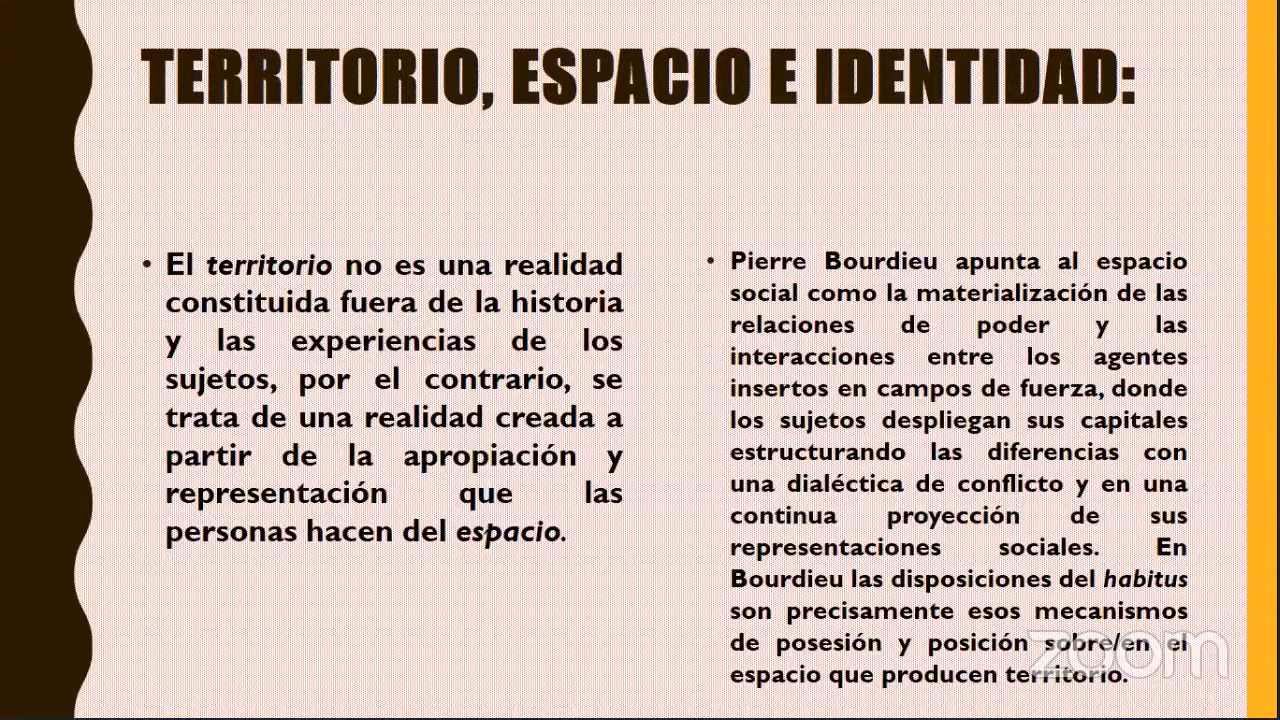 TERRITORIO, ESPACIO E IDENTIDAD:
• El territorio no es una realidad
constituida fuera de la historia
y las experiencias de los
sujetos, por el contrario, se
trata de una realidad creada a
partir de la apropiación y
representación que las
personas hacen del espacio.
• Pierre Bourdieu apunta al espacio
social como la materialización de las
relaciones de poder y las
interacciones entre los agentes
insertos en campos de fuerza, donde
los sujetos despliegan sus capitales
estructurando las diferencias con
una dialéctica de conflicto y en una
continua proyección de sus
representaciones sociales. En
Bourdieu las disposiciones del habitus
son precisamente esos mecanismos
de posesión y posición sobre/en el
espacio que producen territorio.
zoom